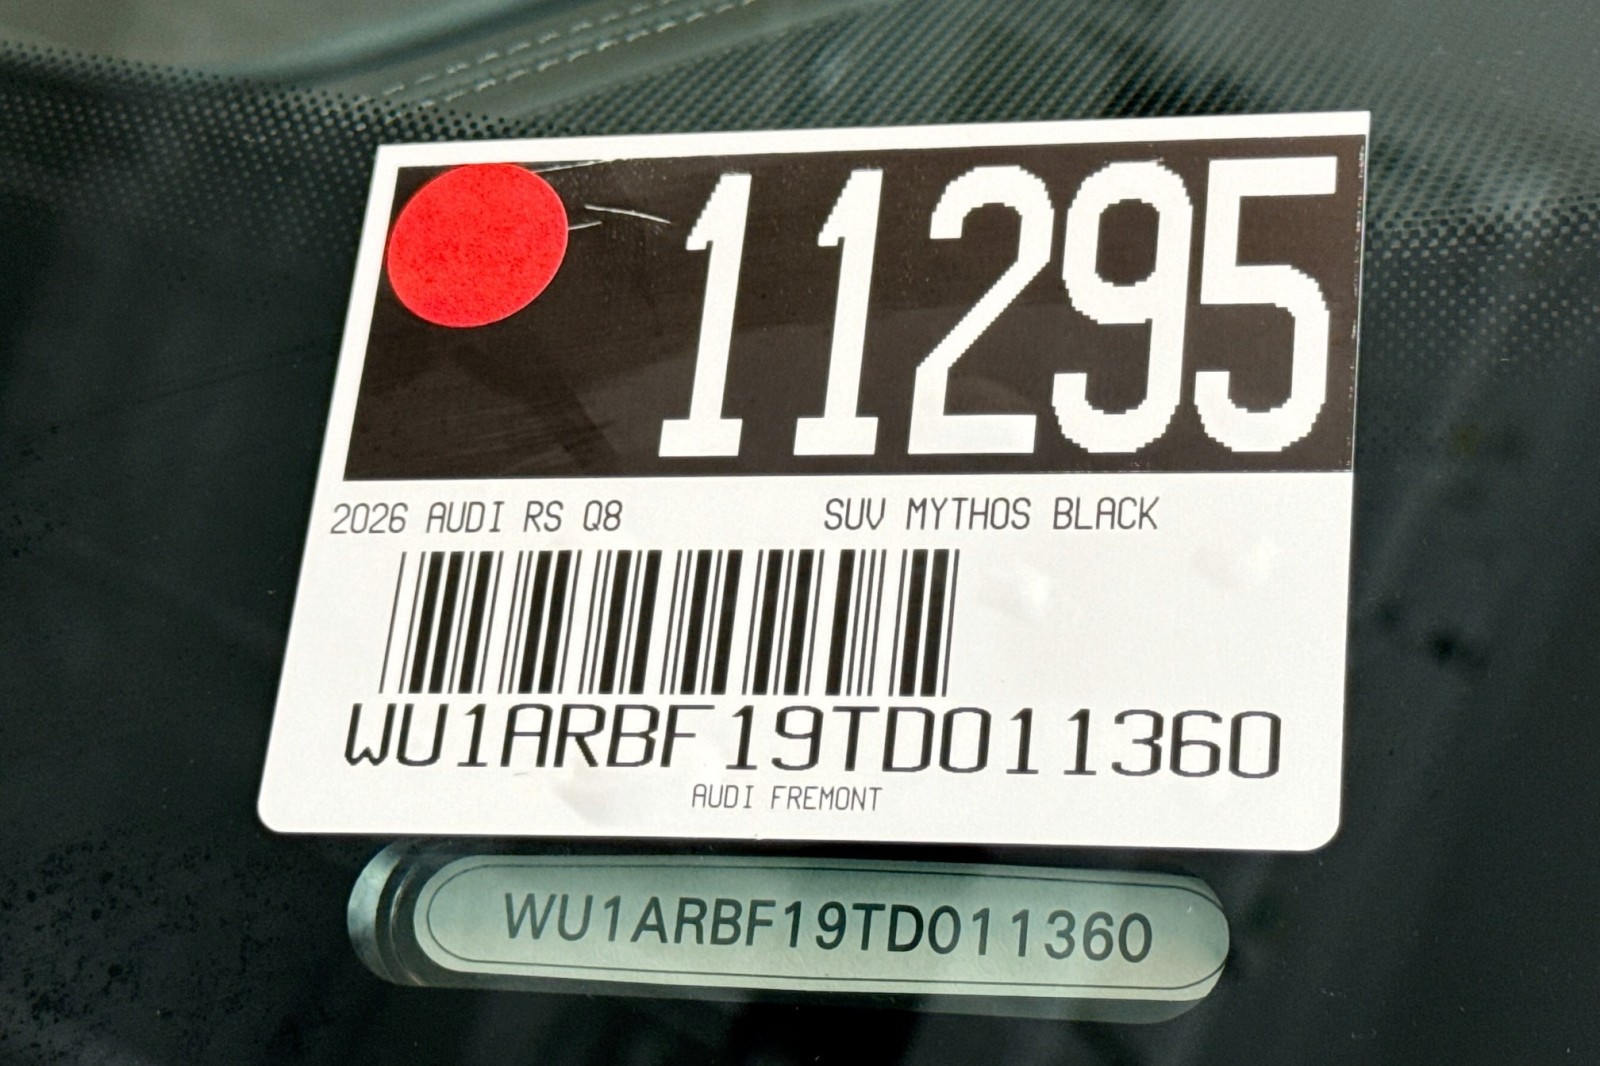 11295
2026 AUDI RS Q8 SUV MYTHOS BLACK
WU1ARBF19TD011360
AUDI FREMONT
WU1ARBF19TD011360